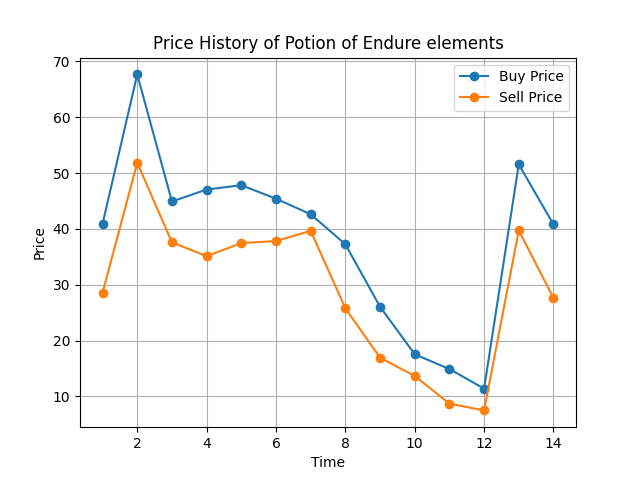 Price History of Potion of Endure elements
Buy Price
Sell Price
Price
70
60
50
40
30
20
10
2 4 6 8 10 12 14
Time